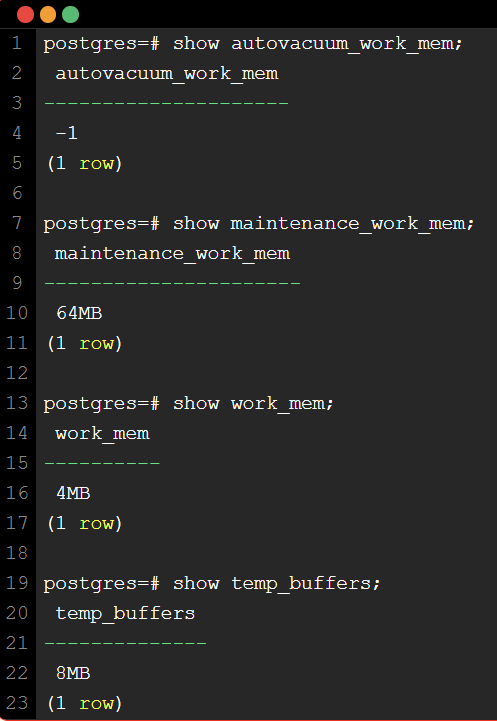 1 postgres=# show autovacuum_work_mem;
2 autovacuum_work_mem
3 ---------------------
4 -1
5 (1 row)
6
7 postgres=# show maintenance_work_mem;
8 maintenance_work_mem
9 ----------------------
10 64MB
11 (1 row)
12
13 postgres=# show work_mem;
14 work_mem
15 ----------
16 4MB
17 (1 row)
18
19 postgres=# show temp_buffers;
20 temp_buffers
21 --------------
22 8MB
23 (1 row)